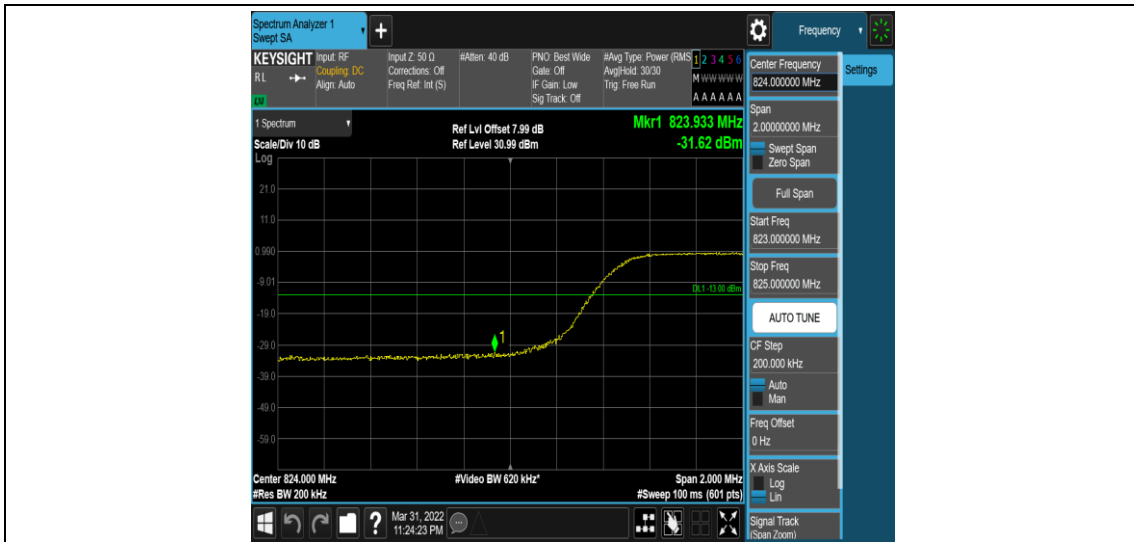 Spectrum Analyzer 1
Swept SA
+
Frequency
KEYSIGHT
RL
LXI
Input: RF
Coupling: DC
Align: Auto
Input Z: 50 Ω
Corrections: Off
Freq Ref: Int (S)
#Atten: 40 dB
PNO: Best Wide
Gate: Off
IF Gain: Low
Sig Track: Off
#Avg Type: Power (RMS
Avg|Hold: 30/30
Trig: Free Run
1 2 3 4 5 6
M W W W W W
A A A A A A
1 Spectrum
Scale/Div 10 dB
Ref Lvl Offset 7.99 dB
Ref Level 30.99 dBm
Mkr1 823.933 MHz
-31.62 dBm
Log
21.0
11.0
0.990
-9.01
-19.0
-29.0
-39.0
-49.0
-59.0
DL1 -13.00 dBm
1
Center 824.000 MHz
#Res BW 200 kHz
#Video BW 620 kHz*
Span 2.000 MHz
#Sweep 100 ms (601 pts)
Mar 31, 2022
11:24:23 PM
?
Center Frequency
824.000000 MHz
Settings
Span
2.00000000 MHz
Swept Span
Zero Span
Full Span
Start Freq
823.000000 MHz
Stop Freq
825.000000 MHz
AUTO TUNE
CF Step
200.000 kHz
Auto
Man
Freq Offset
0 Hz
X Axis Scale
Log
Lin
Signal Track
(Span Zoom)